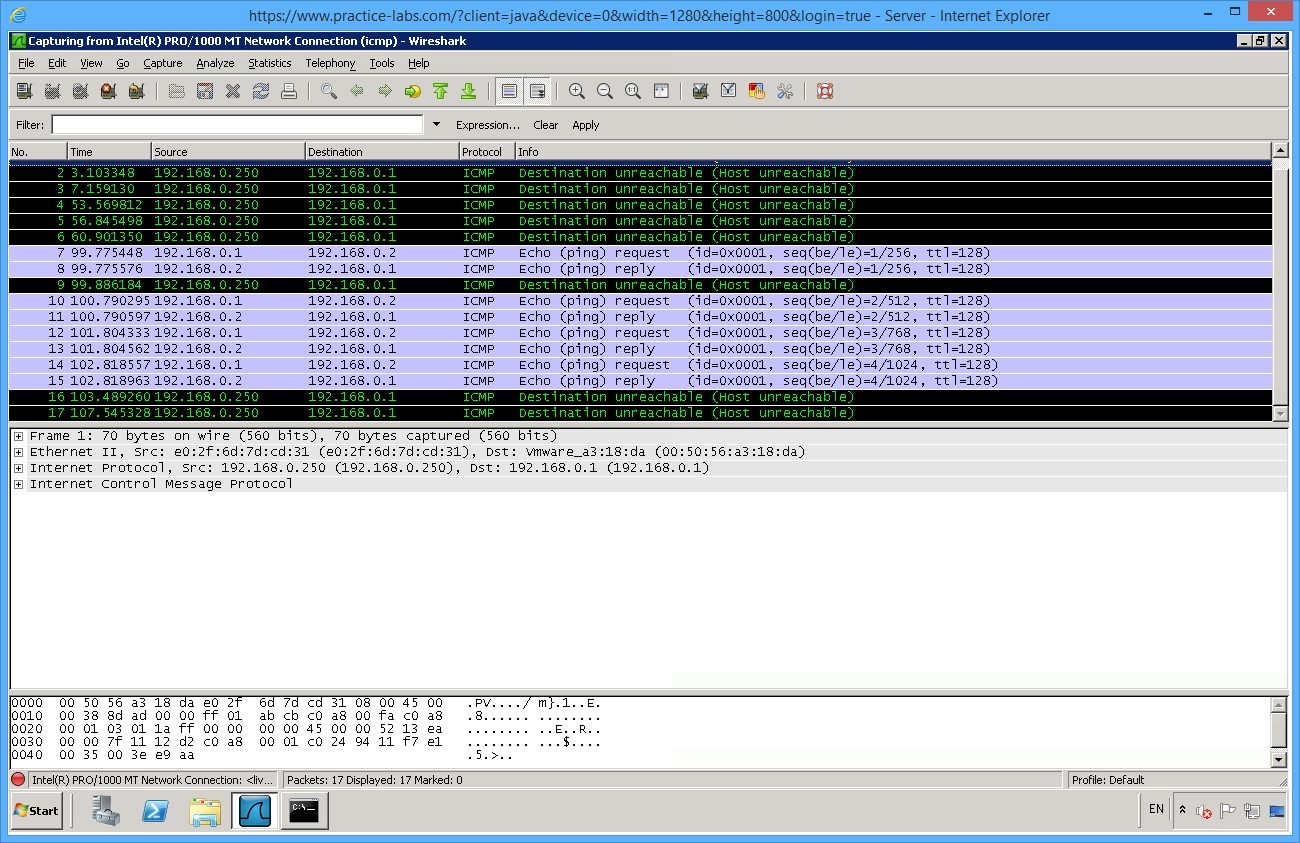 https://www.practice-labs.com/?client=java&device=0&width=1280&height=800&login=true - Server - Internet Explorer
Capturing from Intel(R) PRO/1000 MT Network Connection (icmp) - Wireshark
File Edit View Go Capture Analyze Statistics Telephony Tools Help
Filter: Expression... Clear Apply
No. Time Source Destination Protocol Info
2 3.103348 192.168.0.250 192.168.0.1 ICMP Destination unreachable (Host unreachable)
3 7.159130 192.168.0.250 192.168.0.1 ICMP Destination unreachable (Host unreachable)
4 53.569812 192.168.0.250 192.168.0.1 ICMP Destination unreachable (Host unreachable)
5 56.845498 192.168.0.250 192.168.0.1 ICMP Destination unreachable (Host unreachable)
6 60.901350 192.168.0.250 192.168.0.1 ICMP Destination unreachable (Host unreachable)
7 99.775448 192.168.0.1 192.168.0.2 ICMP Echo (ping) request (id=0x0001, seq(be/le)=1/256, ttl=128)
8 99.775576 192.168.0.2 192.168.0.1 ICMP Echo (ping) reply (id=0x0001, seq(be/le)=1/256, ttl=128)
9 99.886184 192.168.0.250 192.168.0.1 ICMP Destination unreachable (Host unreachable)
10 100.790295 192.168.0.1 192.168.0.2 ICMP Echo (ping) request (id=0x0001, seq(be/le)=2/512, ttl=128)
11 100.790597 192.168.0.2 192.168.0.1 ICMP Echo (ping) reply (id=0x0001, seq(be/le)=2/512, ttl=128)
12 101.804333 192.168.0.1 192.168.0.2 ICMP Echo (ping) request (id=0x0001, seq(be/le)=3/768, ttl=128)
13 101.804562 192.168.0.2 192.168.0.1 ICMP Echo (ping) reply (id=0x0001, seq(be/le)=3/768, ttl=128)
14 102.818557 192.168.0.1 192.168.0.2 ICMP Echo (ping) request (id=0x0001, seq(be/le)=4/1024, ttl=128)
15 102.818963 192.168.0.2 192.168.0.1 ICMP Echo (ping) reply (id=0x0001, seq(be/le)=4/1024, ttl=128)
16 103.489260 192.168.0.250 192.168.0.1 ICMP Destination unreachable (Host unreachable)
17 107.545328 192.168.0.250 192.168.0.1 ICMP Destination unreachable (Host unreachable)
Frame 1: 70 bytes on wire (560 bits), 70 bytes captured (560 bits)
Ethernet II, Src: e0:2f:6d:7d:cd:31 (e0:2f:6d:7d:cd:31), Dst: Vmware_a3:18:da (00:50:56:a3:18:da)
Internet Protocol, Src: 192.168.0.250 (192.168.0.250), Dst: 192.168.0.1 (192.168.0.1)
Internet Control Message Protocol
0000 00 50 56 a3 18 da e0 2f 6d 7d cd 31 08 00 45 00 .PV..../ m}.1..E.
0010 00 38 8d ad 00 00 ff 01 ab cb c0 a8 00 fa c0 a8 .8...... ........
0020 00 01 03 01 1a ff 00 00 00 00 45 00 00 52 13 ea ........ ..E..R..
0030 00 00 7f 11 12 d2 c0 a8 00 01 c0 24 94 11 f7 e1 ........ ...$....
0040 00 35 00 3e e9 aa .5.>..
Intel(R) PRO/1000 MT Network Connection: <liv... Packets: 17 Displayed: 17 Marked: 0 Profile: Default
Start C:\ EN